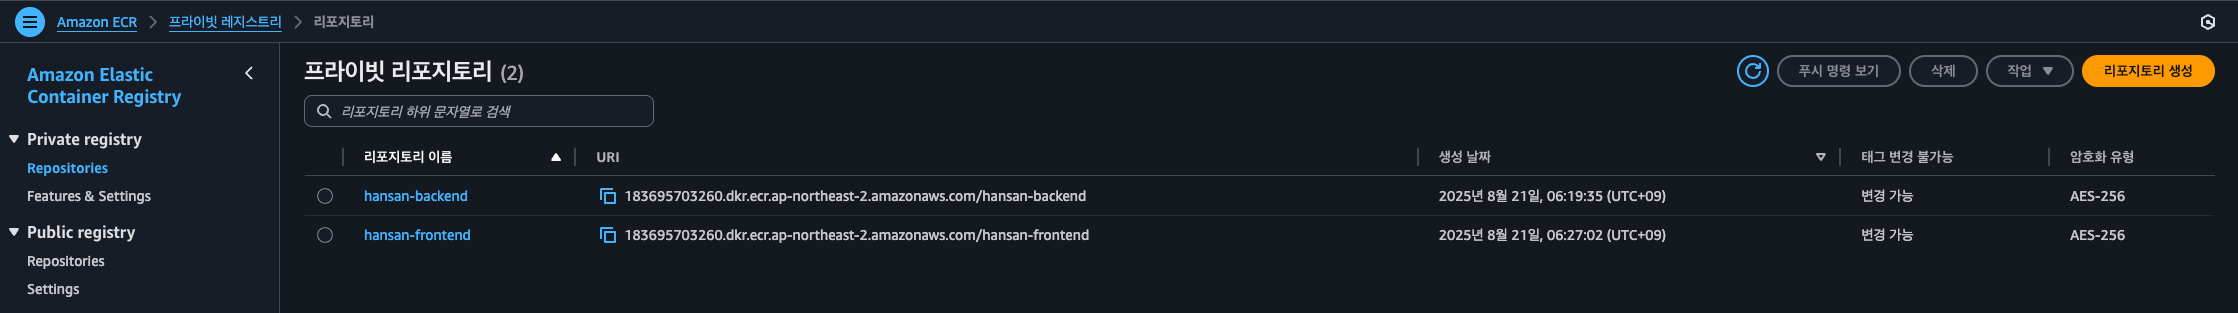 Amazon ECR > 프라이빗 레지스트리 > 리포지토리
Amazon Elastic
Container Registry
Private registry
Repositories
Features & Settings
Public registry
Repositories
Settings
프라이빗 리포지토리 (2)
푸시 명령 보기 삭제 작업 리포지토리 생성
리포지토리 하위 문자열로 검색
리포지토리 이름 URI 생성 날짜 태그 변경 불가능 암호화 유형
hansan-backend 183695703260.dkr.ecr.ap-northeast-2.amazonaws.com/hansan-backend 2025년 8월 21일, 06:19:35 (UTC+09) 변경 가능 AES-256
hansan-frontend 183695703260.dkr.ecr.ap-northeast-2.amazonaws.com/hansan-frontend 2025년 8월 21일, 06:27:02 (UTC+09) 변경 가능 AES-256